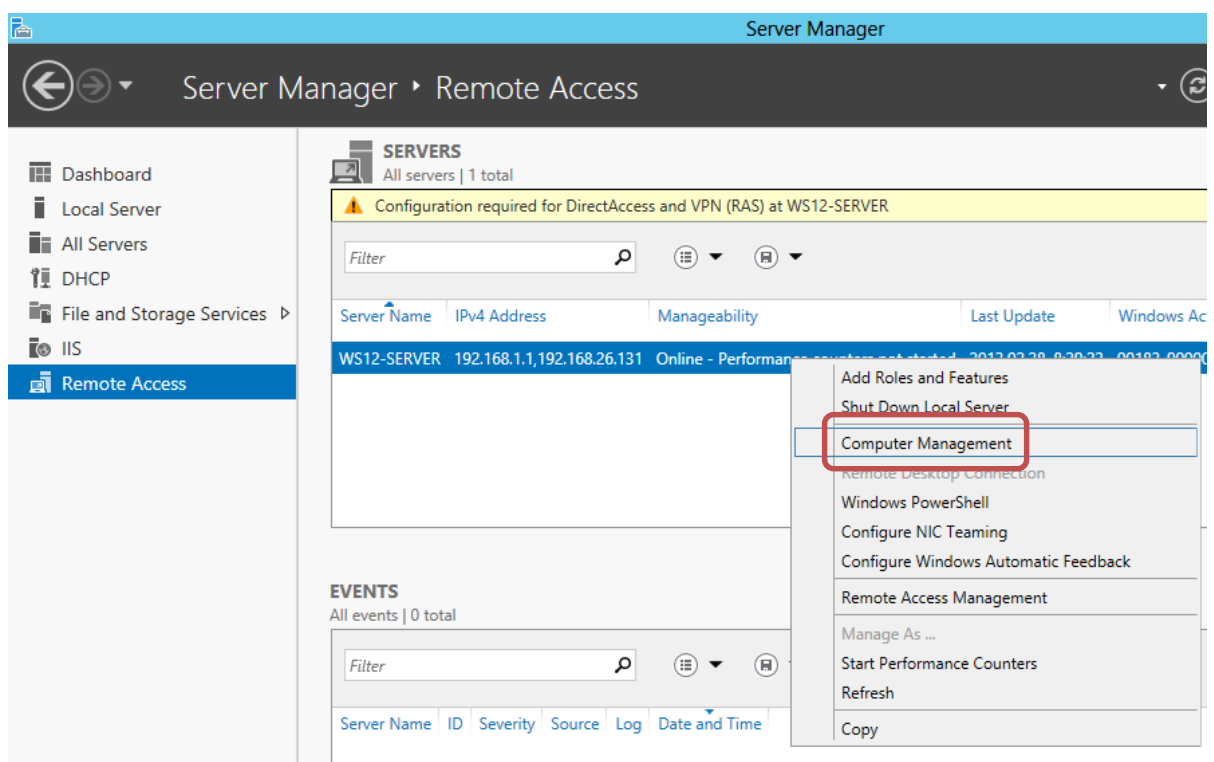 Server Manager
Server Manager ‣ Remote Access
Dashboard
Local Server
All Servers
DHCP
File and Storage Services
IIS
Remote Access
SERVERS
All servers | 1 total
Configuration required for DirectAccess and VPN (RAS) at WS12-SERVER
Filter
Server Name IPv4 Address Manageability Last Update Windows Ac
WS12-SERVER 192.168.1.1,192.168.26.131 Online - Performance counters not started
Add Roles and Features
Shut Down Local Server
Computer Management
Remote Desktop Connection
Windows PowerShell
Configure NIC Teaming
Configure Windows Automatic Feedback
Remote Access Management
Manage As ...
Start Performance Counters
Refresh
Copy
EVENTS
All events | 0 total
Filter
Server Name ID Severity Source Log Date and Time